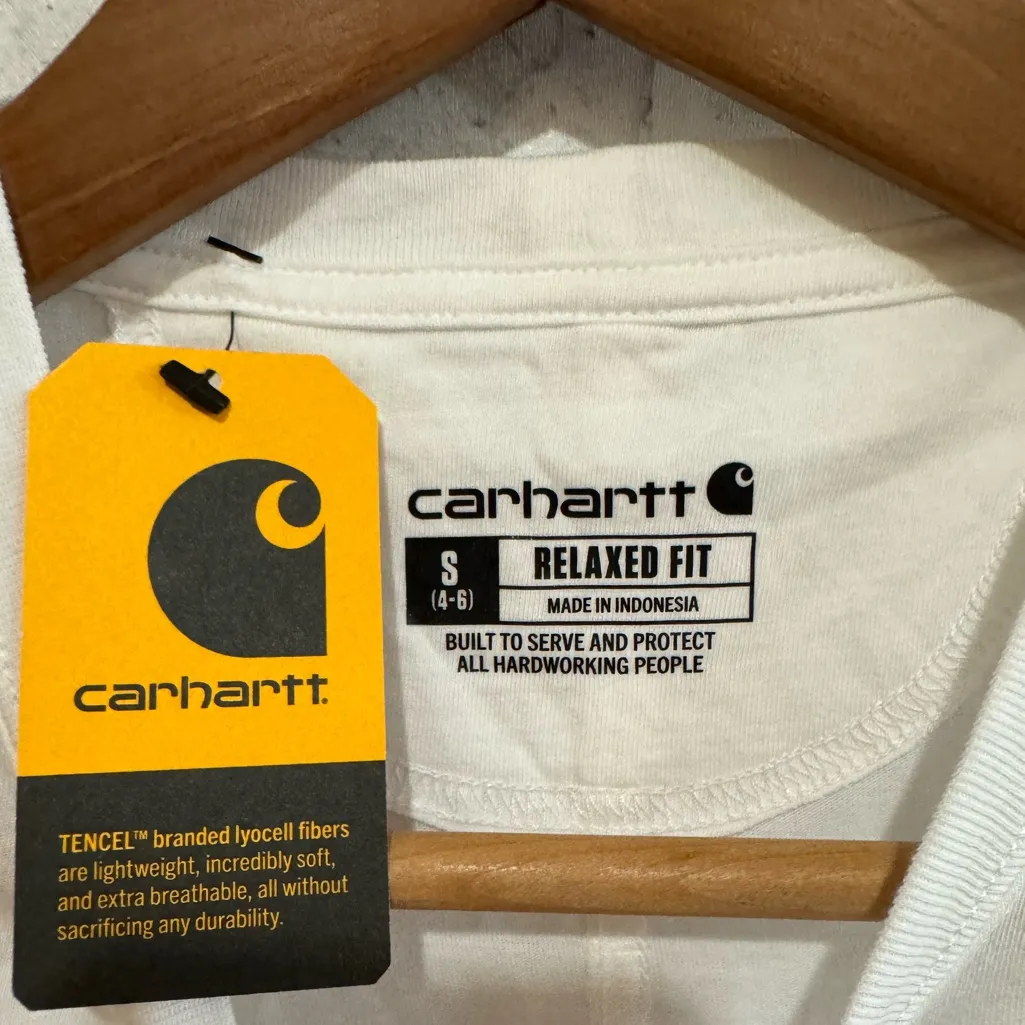 carhartt.
TENCEL™ branded lyocell fibers
are lightweight, incredibly soft,
and extra breathable, all without
sacrificing any durability.
carhartt
S
(4-6)
RELAXED FIT
MADE IN INDONESIA
BUILT TO SERVE AND PROTECT
ALL HARDWORKING PEOPLE